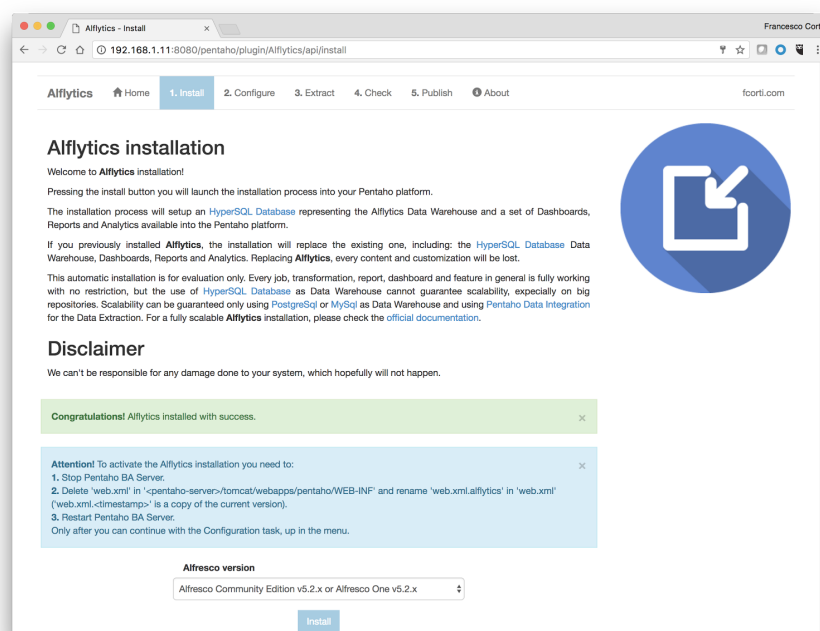 Alflytics - Install
Francesco Cort
192.168.1.11:8080/pentaho/plugin/Alflytics/api/install
Alflytics Home 1. Install 2. Configure 3. Extract 4. Check 5. Publish About fcorti.com
Alflytics installation
Welcome to Alflytics installation!
Pressing the install button you will launch the installation process into your Pentaho platform.
The installation process will setup an HyperSQL Database representing the Alflytics Data Warehouse and a set of Dashboards,
Reports and Analytics available into the Pentaho platform.
If you previously installed Alflytics, the installation will replace the existing one, including: the HyperSQL Database Data
Warehouse, Dashboards, Reports and Analytics. Replacing Alflytics, every content and customization will be lost.
This automatic installation is for evaluation only. Every job, transformation, report, dashboard and feature in general is fully working
with no restriction, but the use of HyperSQL Database as Data Warehouse cannot guarantee scalability, expecially on big
repositories. Scalability can be guaranteed only using PostgreSql or MySql as Data Warehouse and using Pentaho Data Integration
for the Data Extraction. For a fully scalable Alflytics installation, please check the official documentation.
Disclaimer
We can't be responsible for any damage done to your system, which hopefully will not happen.
Congratulations! Alflytics installed with success.
Attention! To activate the Alflytics installation you need to:
1. Stop Pentaho BA Server.
2. Delete 'web.xml' in '<pentaho-server>/tomcat/webapps/pentaho/WEB-INF' and rename 'web.xml.alflytics' in 'web.xml'
('web.xml.<timestamp>' is a copy of the current version).
3. Restart Pentaho BA Server.
Only after you can continue with the Configuration task, up in the menu.
Alfresco version
Alfresco Community Edition v5.2.x or Alfresco One v5.2.x
Install